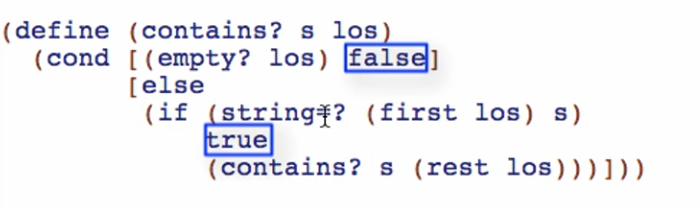 (define (contains? s los)
(cond [(empty? los) false]
[else
(if (string=? (first los) s)
true
(contains? s (rest los)))]))